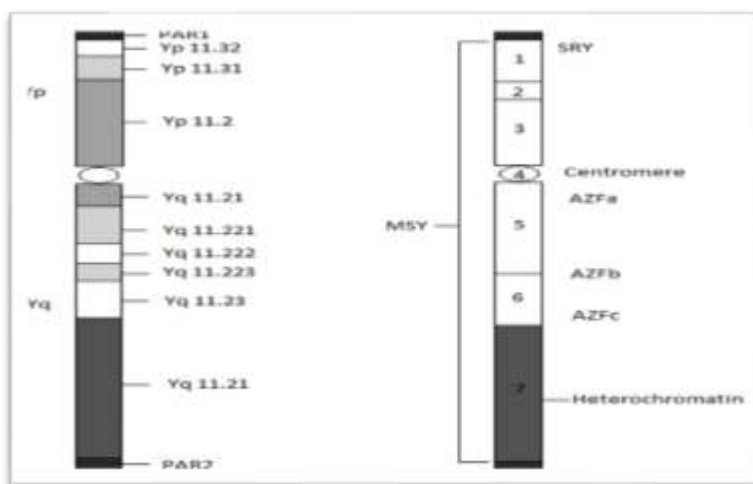 PAR1
Yp 11.32
Yp 11.31
Yp
Yp 11.2
Yq 11.21
Yq 11.221
Yq 11.222
Yq 11.223
Yq
Yq 11.23
Yq 11.21
PAR2
SRY
1
2
3
4
Centromere
AZFa
MSY
5
AZFb
6
AZFc
7
Heterochromatin